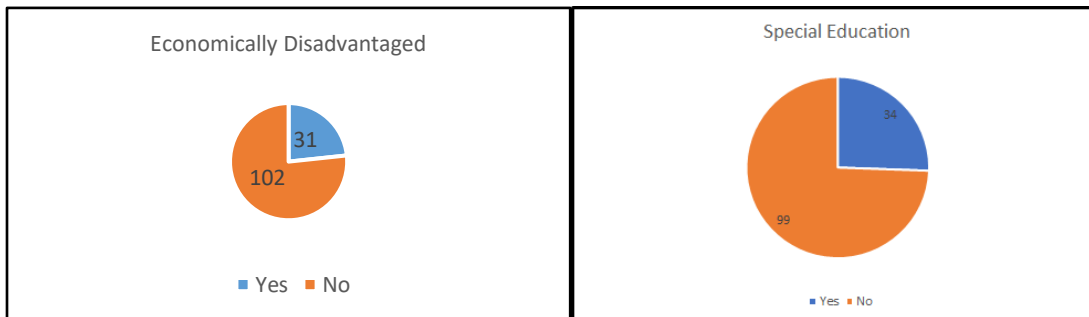 Economically Disadvantaged
31
102
Yes No
Special Education
34
99
Yes No